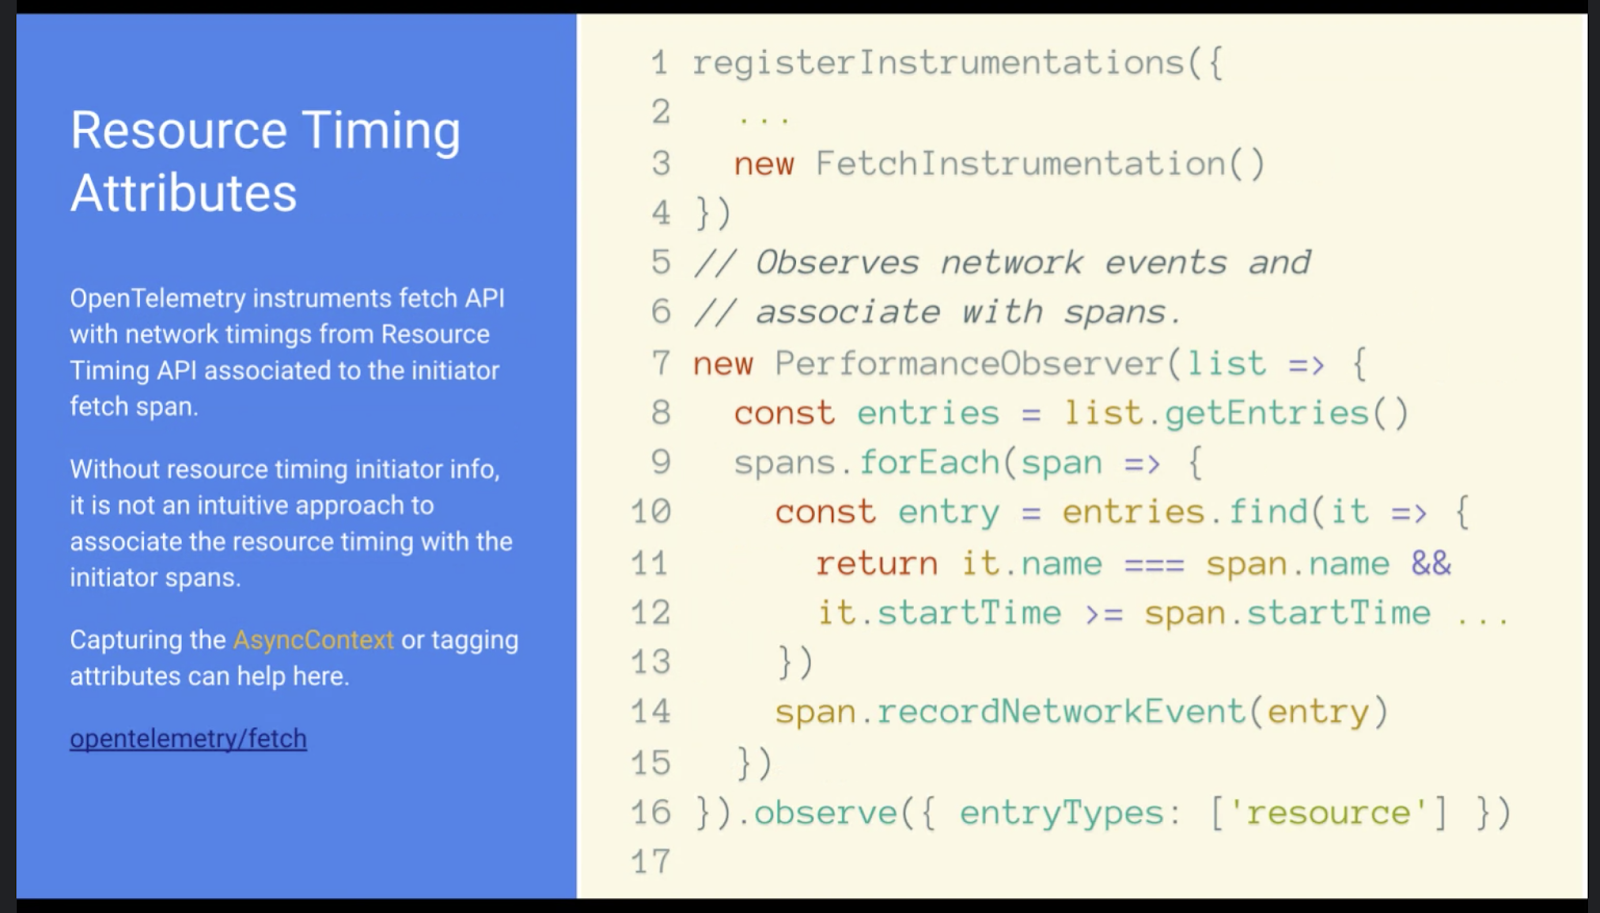 Resource Timing
Attributes
OpenTelemetry instruments fetch API
with network timings from Resource
Timing API associated to the initiator
fetch span.
Without resource timing initiator info,
it is not an intuitive approach to
associate the resource timing with the
initiator spans.
Capturing the AsyncContext or tagging
attributes can help here.
opentelemetry/fetch
1 registerInstrumentations({
2   ...
3   new FetchInstrumentation()
4 })
5 // Observes network events and
6 // associate with spans.
7 new PerformanceObserver(list => {
8   const entries = list.getEntries()
9   spans.forEach(span => {
10     const entry = entries.find(it => {
11       return it.name === span.name &&
12       it.startTime >= span.startTime ...
13     })
14     span.recordNetworkEvent(entry)
15   })
16 }).observe({ entryTypes: ['resource'] })
17